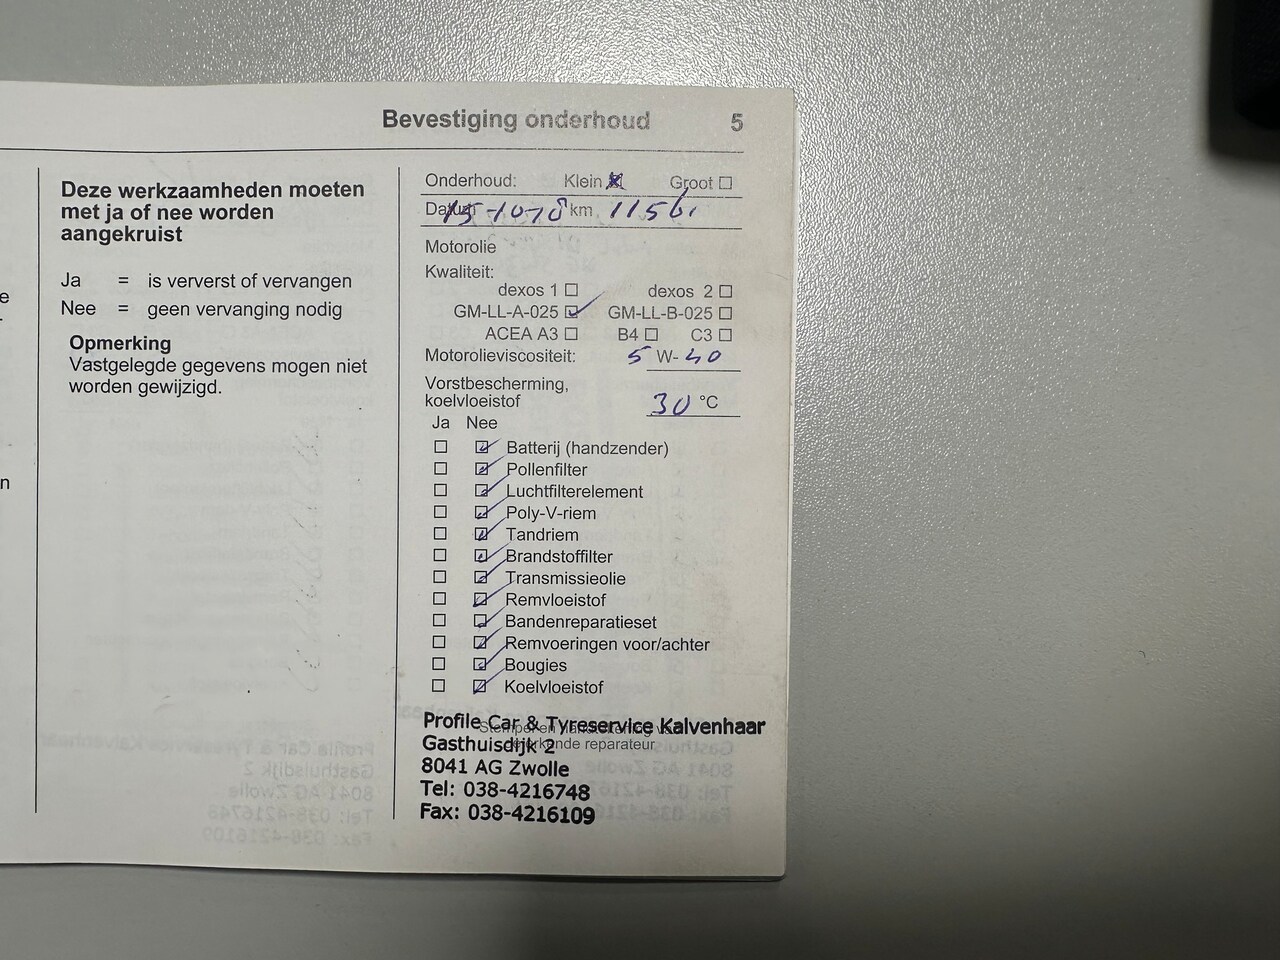 Bevestiging onderhoud 5
Deze werkzaamheden moeten
met ja of nee worden
aangekruist
Ja = is ververst of vervangen
Nee = geen vervanging nodig
Opmerking
Vastgelegde gegevens mogen niet
worden gewijzigd.
e
n
Onderhoud: Klein Groot
Datum 15-10-18 km 11561
Motorolie
Kwaliteit:
dexos 1 dexos 2
GM-LL-A-025 GM-LL-B-025
ACEA A3 B4 C3
Motorolieviscositeit: 5 W-40
Vorstbescherming,
koelvloeistof 30 °C
Ja Nee
Batterij (handzender)
Pollenfilter
Luchtfilterelement
Poly-V-riem
Tandriem
Brandstoffilter
Transmissieolie
Remvloeistof
Bandenreparatieset
Remvoeringen voor/achter
Bougies
Koelvloeistof
Profile Car & Tyreservice Kalvenhaar
Gasthuisdijk 2
reparateur
8041 AG Zwolle
Tel: 038-4216748
Fax: 038-4216109